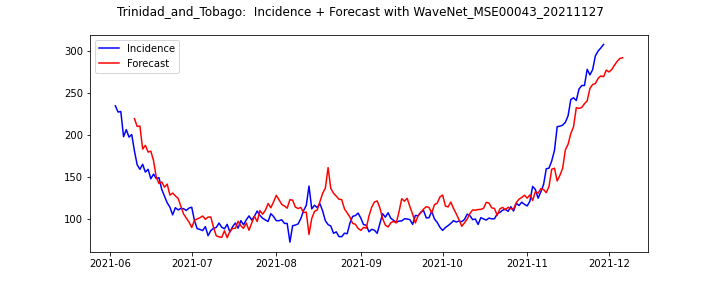 Trinidad_and_Tobago:  Incidence + Forecast with WaveNet_MSE00043_20211127
Incidence
Forecast
300
250
200
150
100
2021-06 2021-07 2021-08 2021-09 2021-10 2021-11 2021-12